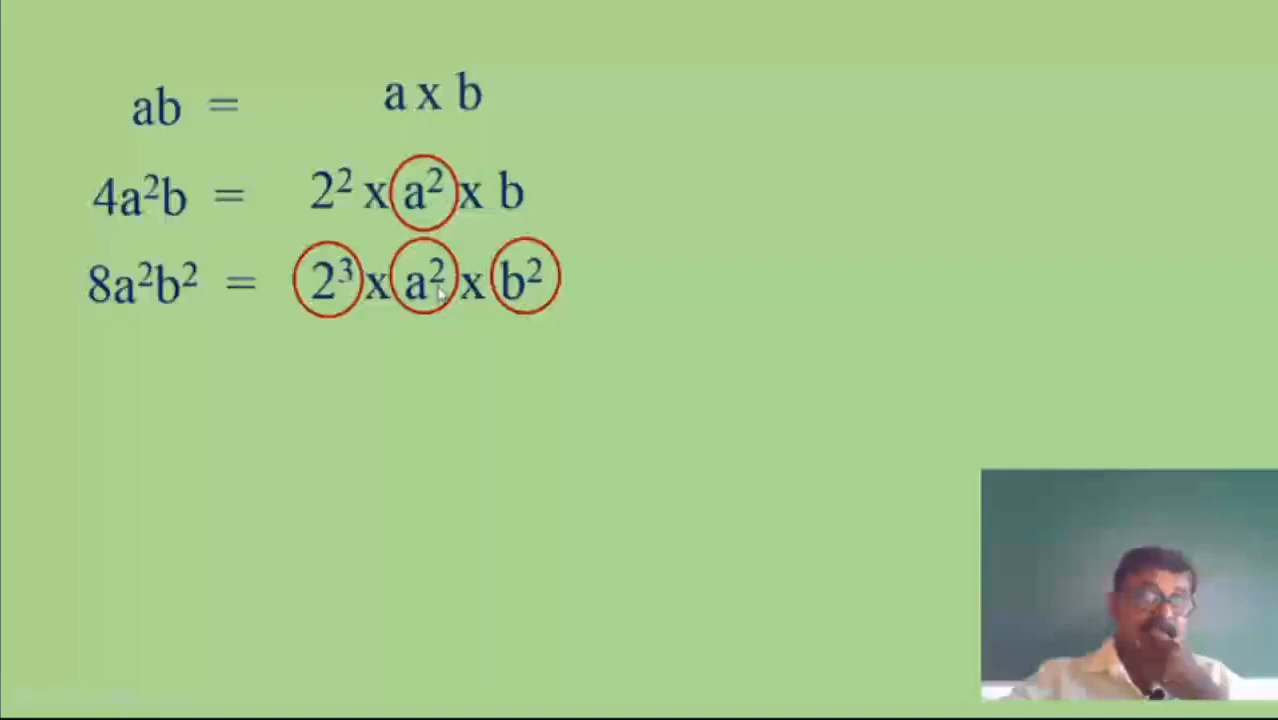 ab = a x b
4a²b = 2² x a² x b
8a²b² = 2³ x a² x b²